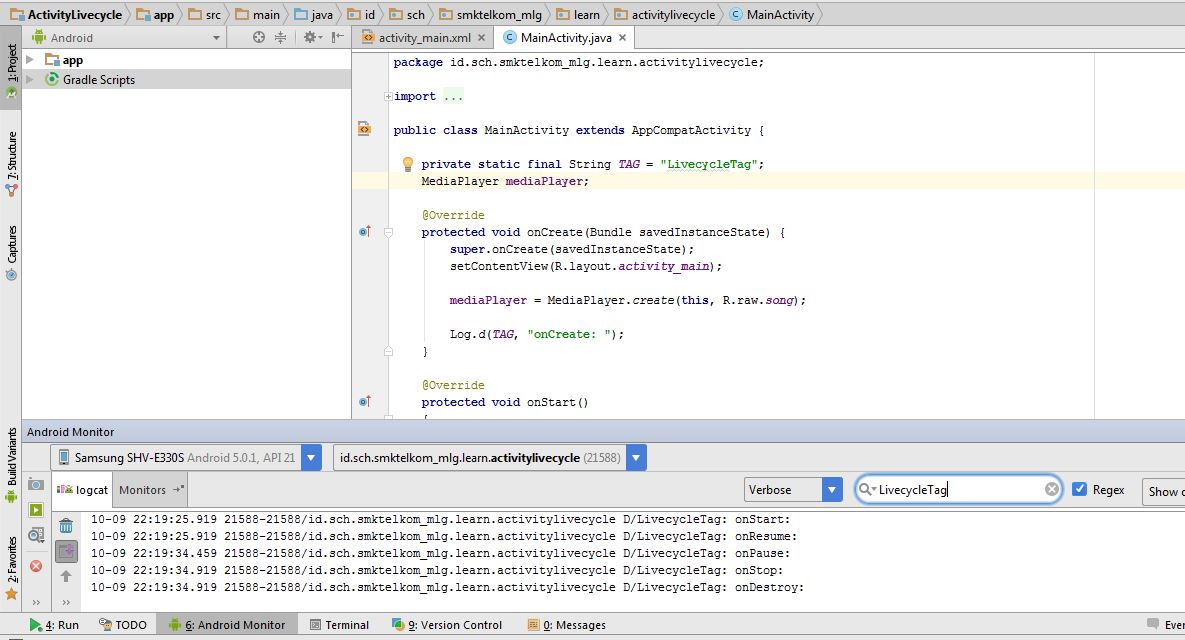 ActivityLivecycle app src main java id sch smktelkom_mlg learn activitylivecycle MainActivity
Android
activity_main.xml MainActivity.java
1: Project
app
Gradle Scripts
7: Structure
Captures
Build Variants
2: Favorites
package id.sch.smktelkom_mlg.learn.activitylivecycle;
import ...
public class MainActivity extends AppCompatActivity {
private static final String TAG = "LivecycleTag";
MediaPlayer mediaPlayer;
@Override
protected void onCreate(Bundle savedInstanceState) {
super.onCreate(savedInstanceState);
setContentView(R.layout.activity_main);
mediaPlayer = MediaPlayer.create(this, R.raw.song);
Log.d(TAG, "onCreate: ");
}
@Override
protected void onStart()
Android Monitor
Samsung SHV-E330S Android 5.0.1, API 21 id.sch.smktelkom_mlg.learn.activitylivecycle (21588)
logcat Monitors Verbose LivecycleTag Regex Show
10-09 22:19:25.919 21588-21588/id.sch.smktelkom_mlg.learn.activitylivecycle D/LivecycleTag: onStart:
10-09 22:19:25.919 21588-21588/id.sch.smktelkom_mlg.learn.activitylivecycle D/LivecycleTag: onResume:
10-09 22:19:34.459 21588-21588/id.sch.smktelkom_mlg.learn.activitylivecycle D/LivecycleTag: onPause:
10-09 22:19:34.919 21588-21588/id.sch.smktelkom_mlg.learn.activitylivecycle D/LivecycleTag: onStop:
10-09 22:19:34.919 21588-21588/id.sch.smktelkom_mlg.learn.activitylivecycle D/LivecycleTag: onDestroy:
4: Run TODO 6: Android Monitor Terminal 9: Version Control 0: Messages